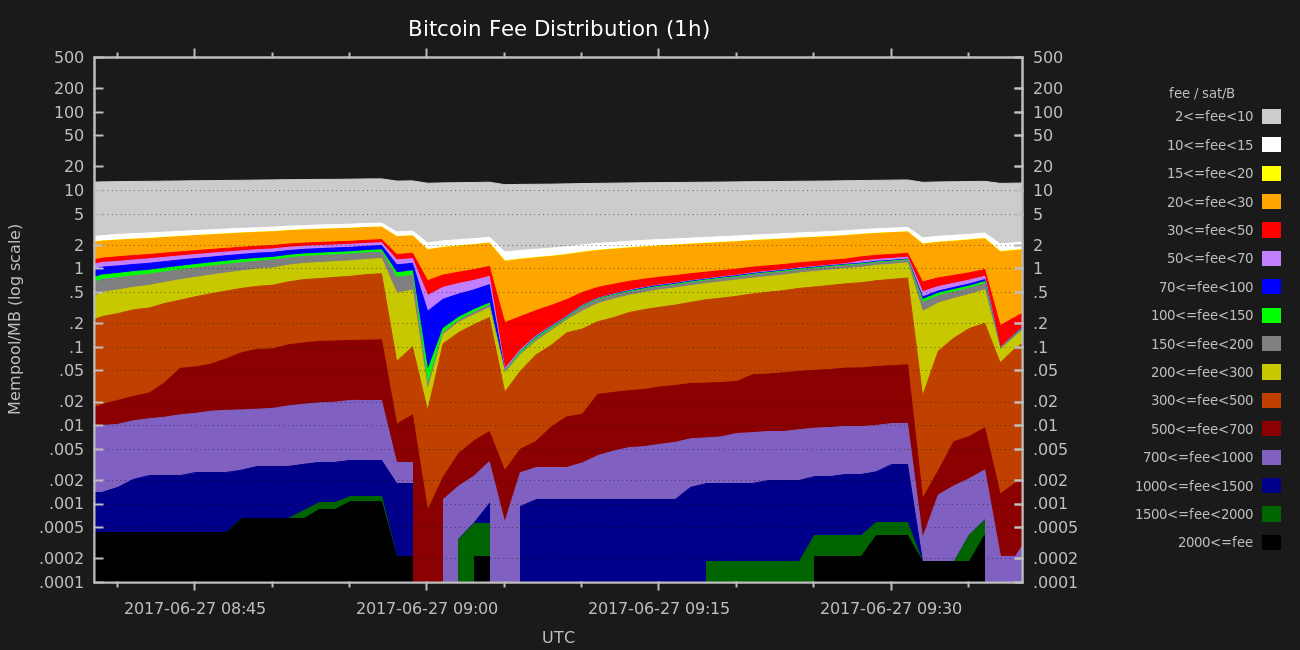 Bitcoin Fee Distribution (1h)
500
200
100
50
20
10
5
2
1
.5
.2
.1
.05
.02
.01
.005
.002
.001
.0005
.0002
.0001
Mempool/MB (log scale)
500
200
100
50
20
10
5
2
1
.5
.2
.1
.05
.02
.01
.005
.002
.001
.0005
.0002
.0001
2017-06-27 08:45
2017-06-27 09:00
2017-06-27 09:15
2017-06-27 09:30
UTC
fee / sat/B
2<=fee<10
10<=fee<15
15<=fee<20
20<=fee<30
30<=fee<50
50<=fee<70
70<=fee<100
100<=fee<150
150<=fee<200
200<=fee<300
300<=fee<500
500<=fee<700
700<=fee<1000
1000<=fee<1500
1500<=fee<2000
2000<=fee